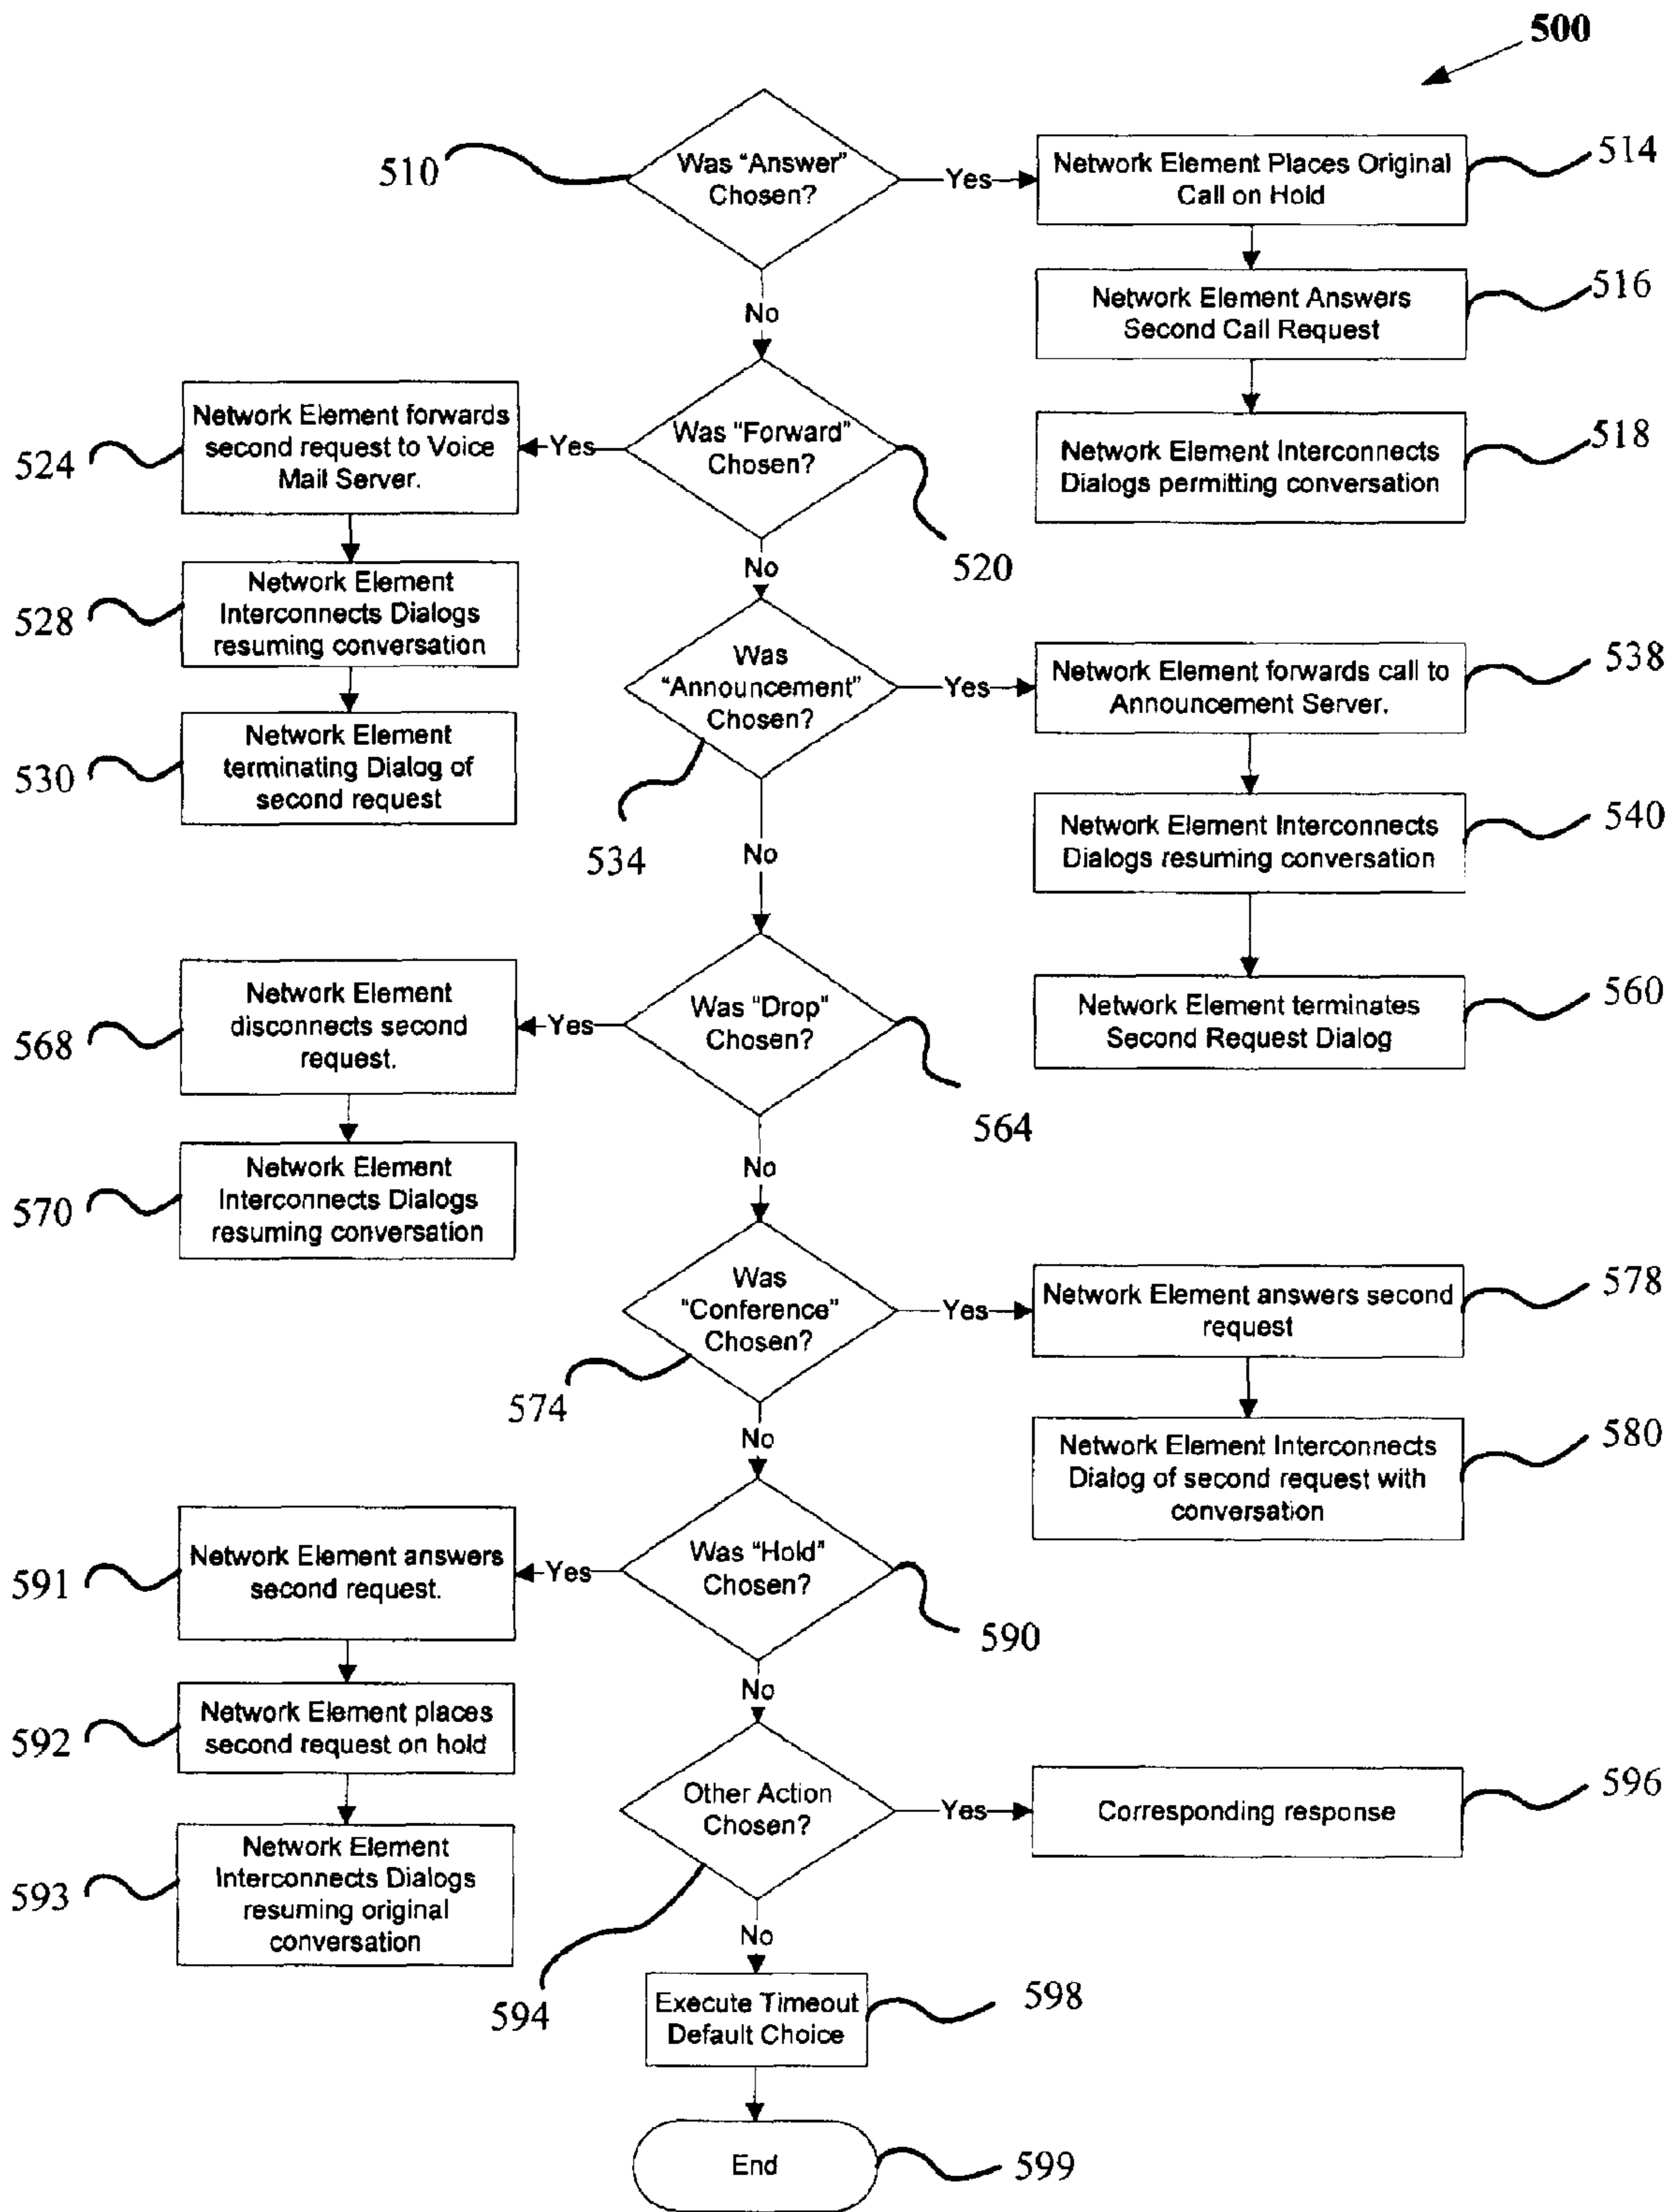 500
510
Was "Answer"
Chosen?
Yes
Network Element Places Original
Call on Hold
514
No
Network Element Answers
Second Call Request
516
Network Element Interconnects
Dialogs permitting conversation
518
Was "Forward"
Chosen?
520
Yes
Network Element forwards
second request to Voice
Mail Server.
524
Network Element
Interconnects Dialogs
resuming conversation
528
Network Element
terminating Dialog of
second request
530
No
Was
"Announcement"
Chosen?
534
Yes
Network Element forwards call to
Announcement Server.
538
Network Element Interconnects
Dialogs resuming conversation
540
Network Element terminates
Second Request Dialog
560
No
Was "Drop"
Chosen?
564
Yes
Network Element
disconnects second
request.
568
Network Element
Interconnects Dialogs
resuming conversation
570
No
Was
"Conference"
Chosen?
574
Yes
Network Element answers second
request
578
Network Element Interconnects
Dialog of second request with
conversation
580
No
Was "Hold"
Chosen?
590
Yes
Network Element answers
second request.
591
Network Element places
second request on hold
592
Network Element
Interconnects Dialogs
resuming original
conversation
593
No
Other Action
Chosen?
594
Yes
Corresponding response
596
No
Execute Timeout
Default Choice
598
End
599